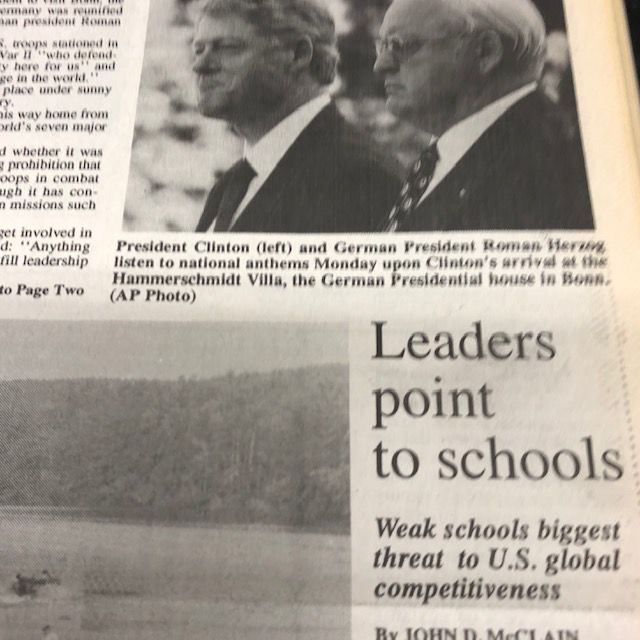 ermany was reunified
man president Roman
S. troops stationed in
War II "who defend-
y here for us" and
ge in the world."
place under sunny
ry.
his way home from
orld's seven major
d whether it was
g prohibition that
oops in combat
ugh it has con-
n missions such
get involved in
d: "Anything
fill leadership
to Page Two
President Clinton (left) and German President Roman Herzog
listen to national anthems Monday upon Clinton's arrival at the
Hammerschmidt Villa, the German Presidential house in Bonn.
(AP Photo)
Leaders
point
to schools
Weak schools biggest
threat to U.S. global
competitiveness
By JOHN D. McCLAIN